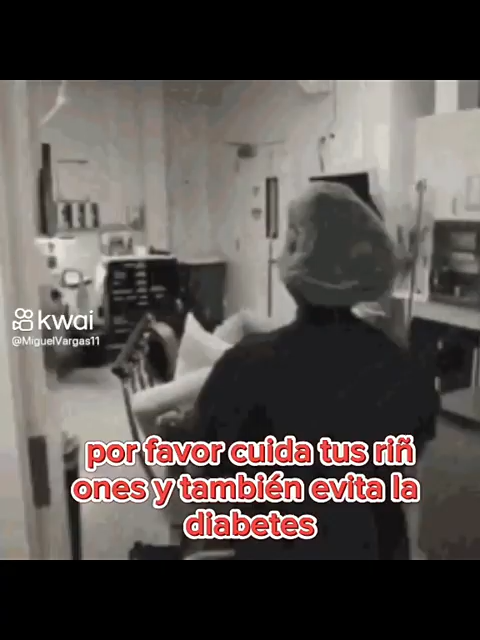 kwai
@MiguelVargas11
por favor cuida tus riñ
ones y también evita la
diabetes